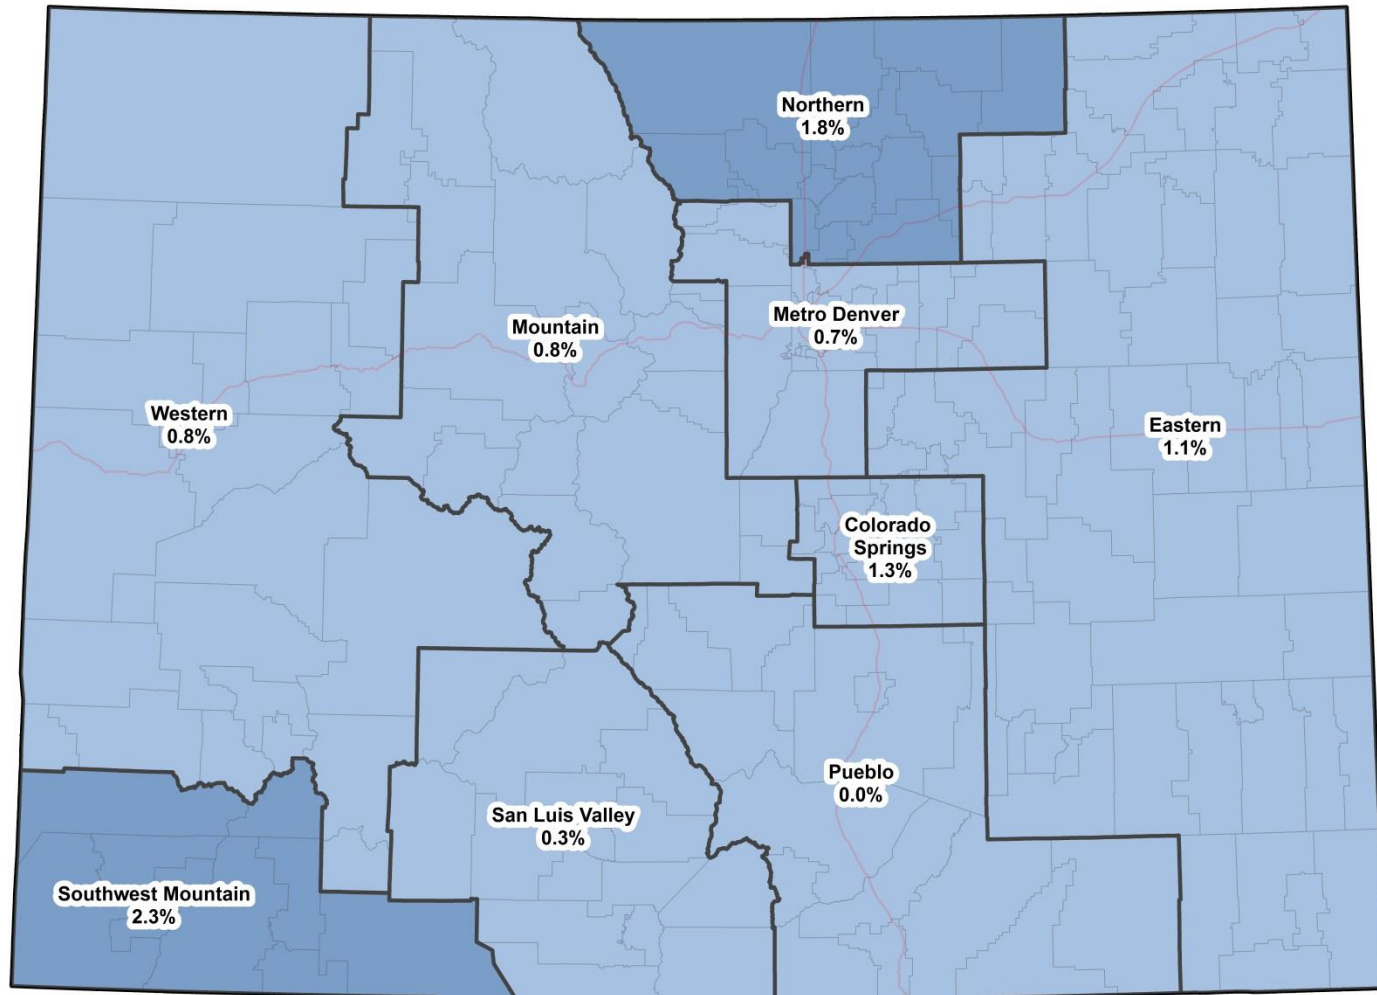 Northern
1.8%
Metro Denver
0.7%
Mountain
0.8%
Western
0.8%
Eastern
1.1%
Colorado
Springs
1.3%
Pueblo
0.0%
San Luis Valley
0.3%
Southwest Mountain
2.3%